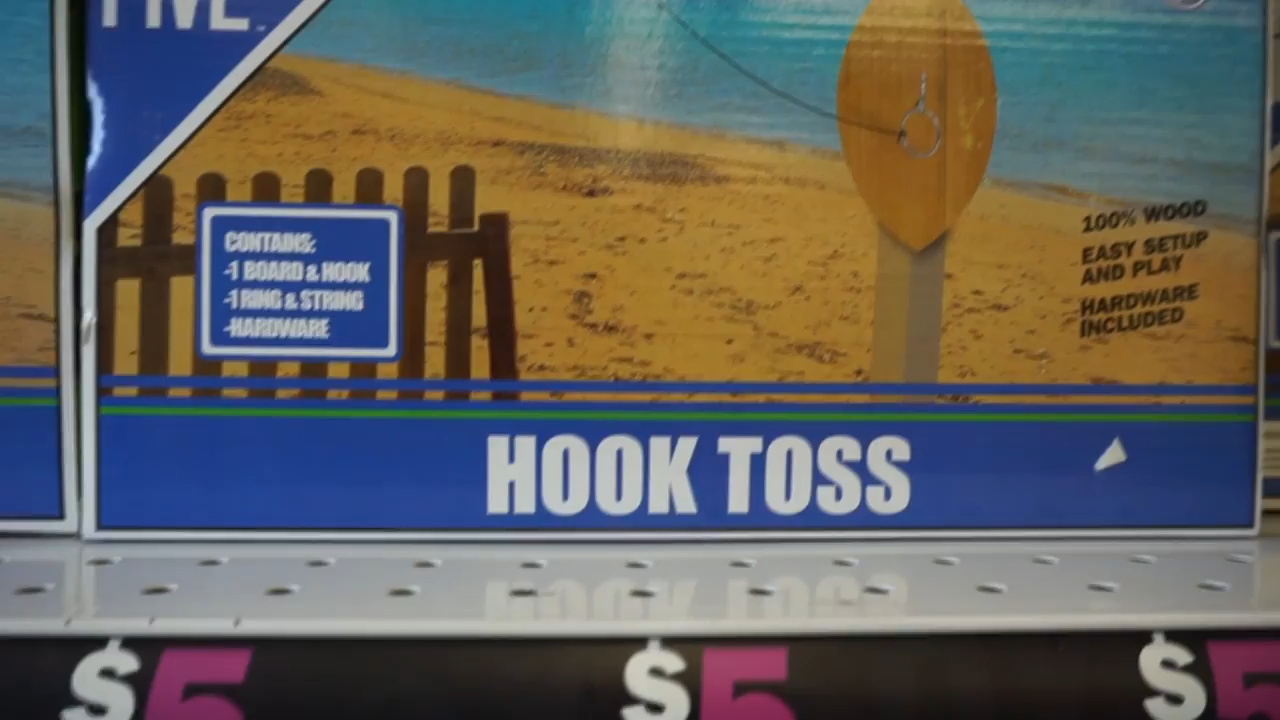 FIVE
CONTAINS:
-1 BOARD & HOOK
-1 RING & STRING
-HARDWARE
100% WOOD
EASY SETUP
AND PLAY
HARDWARE
INCLUDED
HOOK TOSS
$5 $5 $5